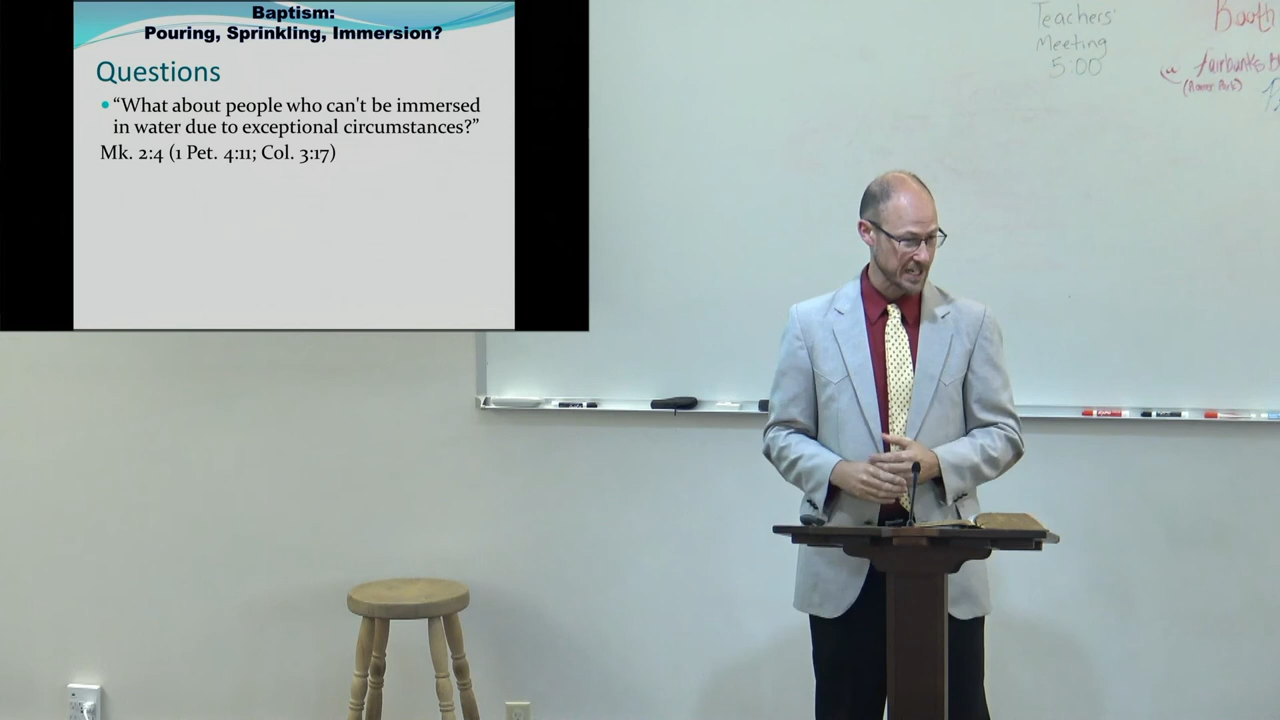 Baptism:
Pouring, Sprinkling, Immersion?
Questions
• “What about people who can't be immersed
in water due to exceptional circumstances?”
Mk. 2:4 (1 Pet. 4:11; Col. 3:17)
Teachers'
Meeting
5:00
Booth
@ fairbanks